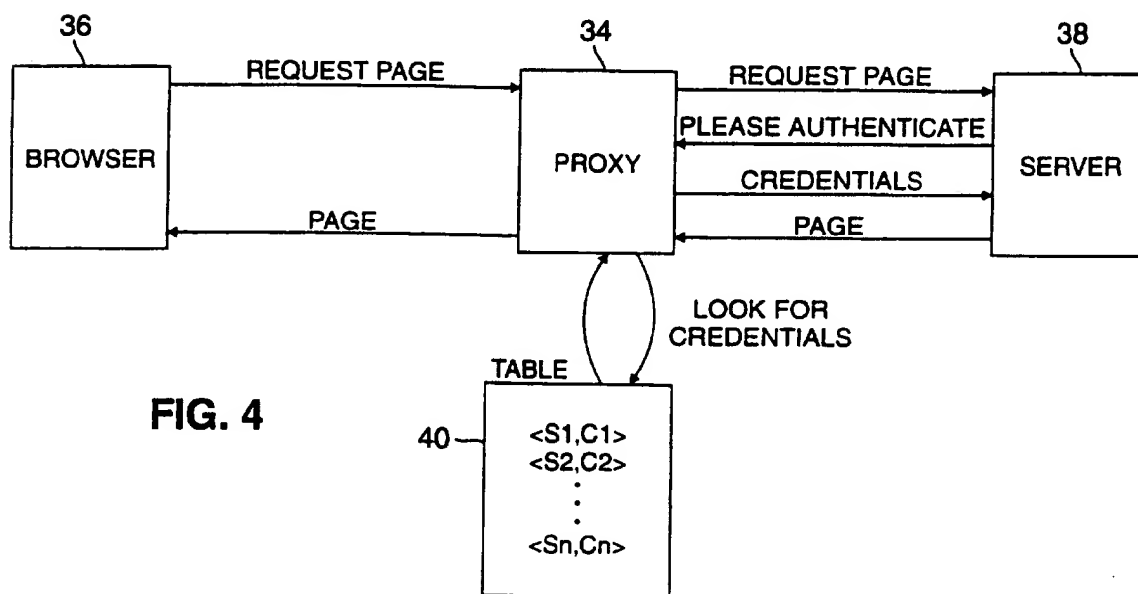 36
34
38
REQUEST PAGE
REQUEST PAGE
PLEASE AUTHENTICATE
BROWSER
PROXY
SERVER
CREDENTIALS
PAGE
PAGE
LOOK FOR
CREDENTIALS
TABLE
FIG. 4
40
<S1,C1>
<S2,C2>
<Sn,Cn>